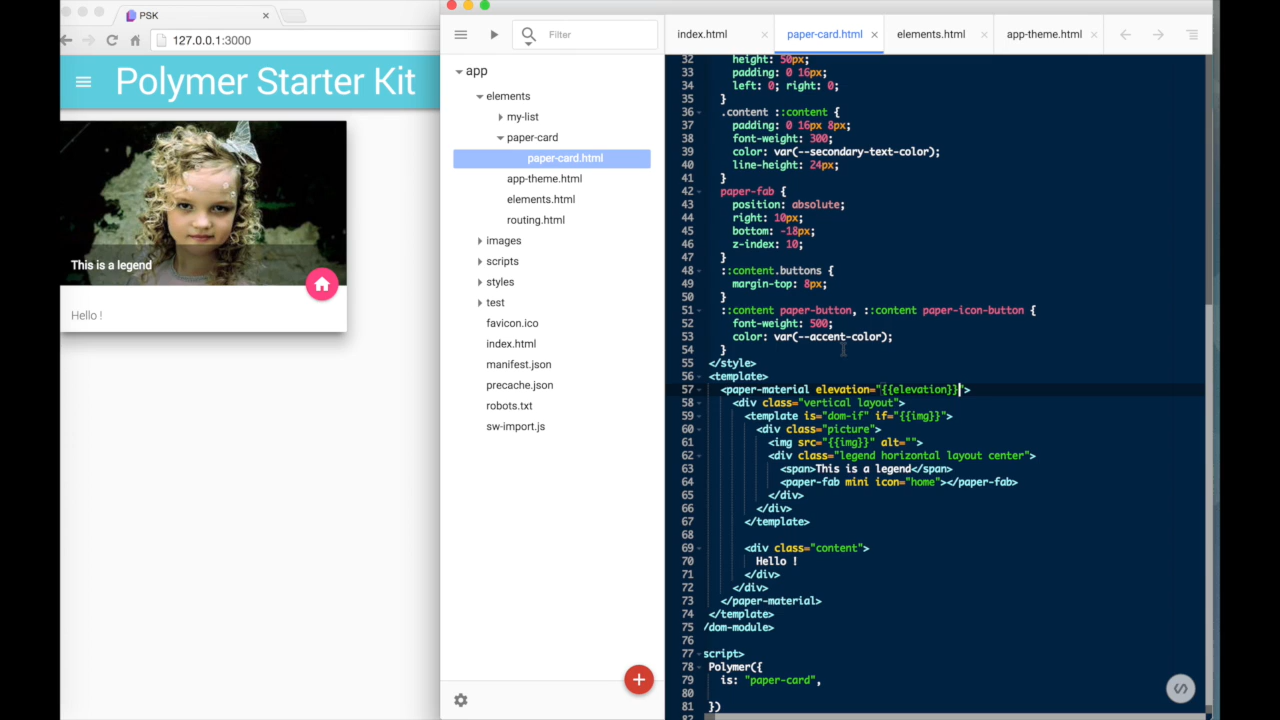 PSK
127.0.0.1:3000
Polymer Starter Kit
This is a legend
Hello !
Filter
app
elements
my-list
paper-card
paper-card.html
app-theme.html
elements.html
routing.html
images
scripts
styles
test
favicon.ico
index.html
manifest.json
precache.json
robots.txt
sw-import.js
index.html
paper-card.html
elements.html
app-theme.html
32 height: 50px;
33 padding: 0 16px;
34 left: 0; right: 0;
35 }
36 .content ::content {
37 padding: 0 16px 8px;
38 font-weight: 300;
39 color: var(--secondary-text-color);
40 line-height: 24px;
41 }
42 paper-fab {
43 position: absolute;
44 right: 10px;
45 bottom: -18px;
46 z-index: 10;
47 }
48 ::content.buttons {
49 margin-top: 8px;
50 }
51 ::content paper-button, ::content paper-icon-button {
52 font-weight: 500;
53 color: var(--accent-color);
54 }
55 </style>
56 <template>
57 <paper-material elevation="{{elevation}}">
58 <div class="vertical layout">
59 <template is="dom-if" if="{{img}}">
60 <div class="picture">
61 <img src="{{img}}" alt="">
62 <div class="legend horizontal layout center">
63 <span>This is a legend</span>
64 <paper-fab mini icon="home"></paper-fab>
65 </div>
66 </div>
67 </template>
68
69 <div class="content">
70 Hello !
71 </div>
72 </div>
73 </paper-material>
74 </template>
75 /dom-module>
76
77 script>
78 Polymer({
79 is: "paper-card",
80
81 })
82